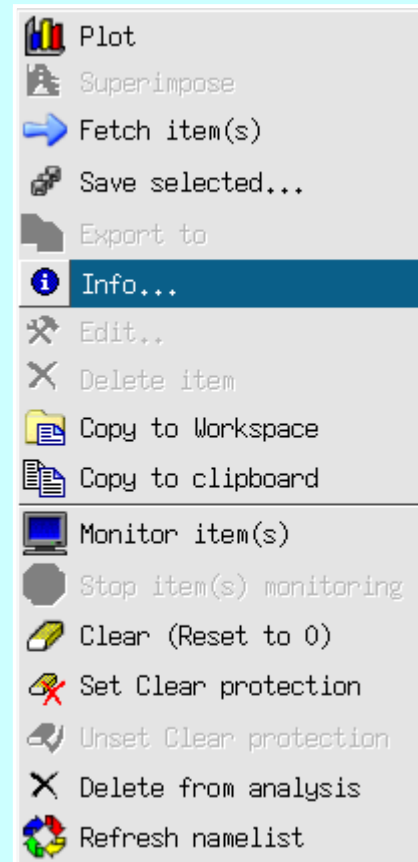 Plot
Superimpose
Fetch item(s)
Save selected...
Export to
Info...
Edit..
Delete item
Copy to Workspace
Copy to clipboard
Monitor item(s)
Stop item(s) monitoring
Clear (Reset to 0)
Set Clear protection
Unset Clear protection
Delete from analysis
Refresh namelist